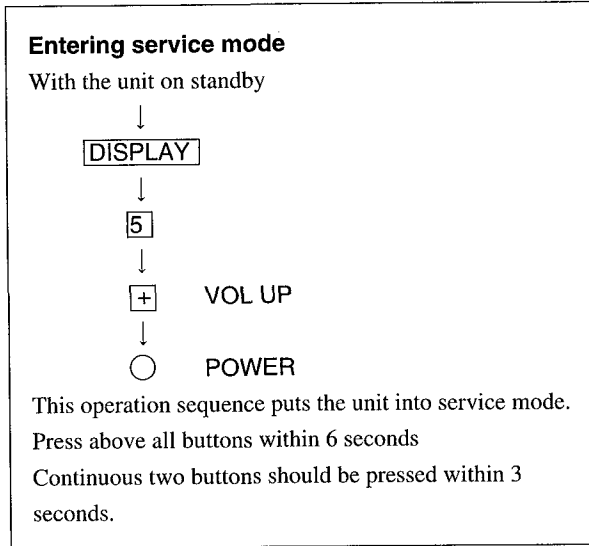 Entering service mode
With the unit on standby
↓
DISPLAY
↓
5
↓
+ VOL UP
↓
○ POWER
This operation sequence puts the unit into service mode.
Press above all buttons within 6 seconds
Continuous two buttons should be pressed within 3
seconds.